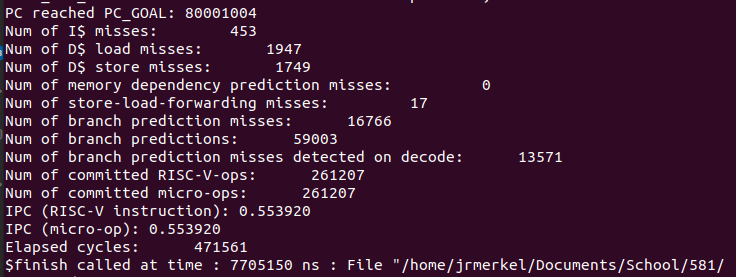 PC reached PC_GOAL: 80001004
Num of I$ misses:        453
Num of D$ load misses:       1947
Num of D$ store misses:       1749
Num of memory dependency prediction misses:          0
Num of store-load-forwarding misses:         17
Num of branch prediction misses:      16766
Num of branch predictions:      59003
Num of branch prediction misses detected on decode:      13571
Num of committed RISC-V-ops:     261207
Num of committed micro-ops:     261207
IPC (RISC-V instruction): 0.553920
IPC (micro-op): 0.553920
Elapsed cycles:      471561
$finish called at time : 7705150 ns : File "/home/jrmerkel/Documents/School/581/